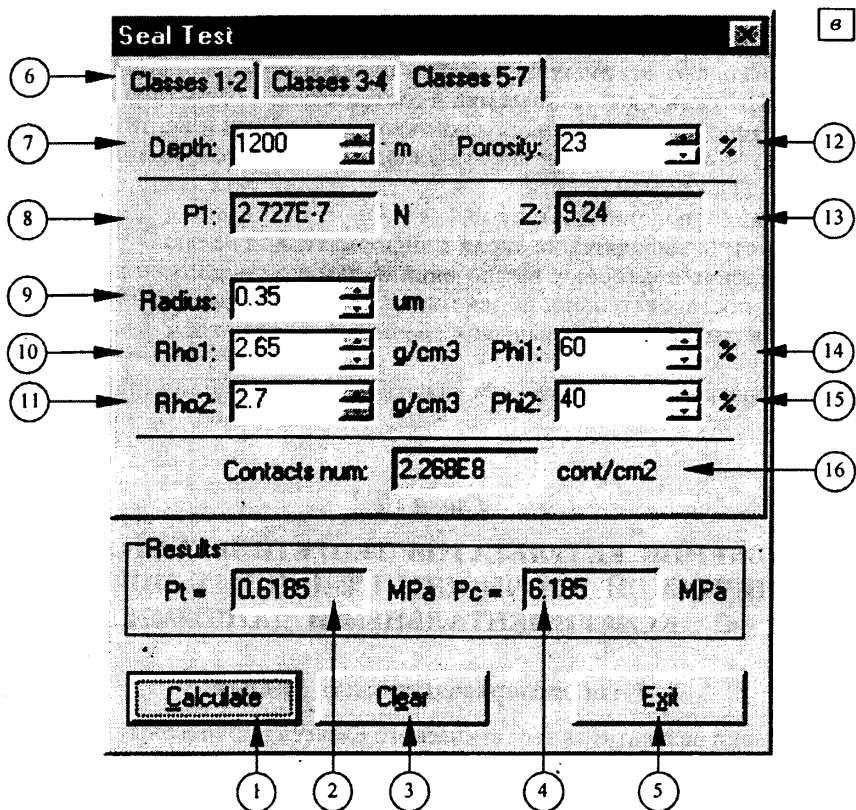 в
Seal Test
6 Classes 1-2 Classes 3-4 Classes 5-7
7 Depth: 1200 m Porosity: 23 % 12
8 P1: 2.727E-7 N Z: 9.24 13
9 Radius: 0.35 um
10 Rho1: 2.65 g/cm3 Phi1: 60 % 14
11 Rho2: 2.7 g/cm3 Phi2: 40 % 15
Contacts num: 2.268E8 cont/cm2 16
Results
Pt = 0.6185 MPa Pc = 6.185 MPa
Calculate Clear Exit
1 2 3 4 5